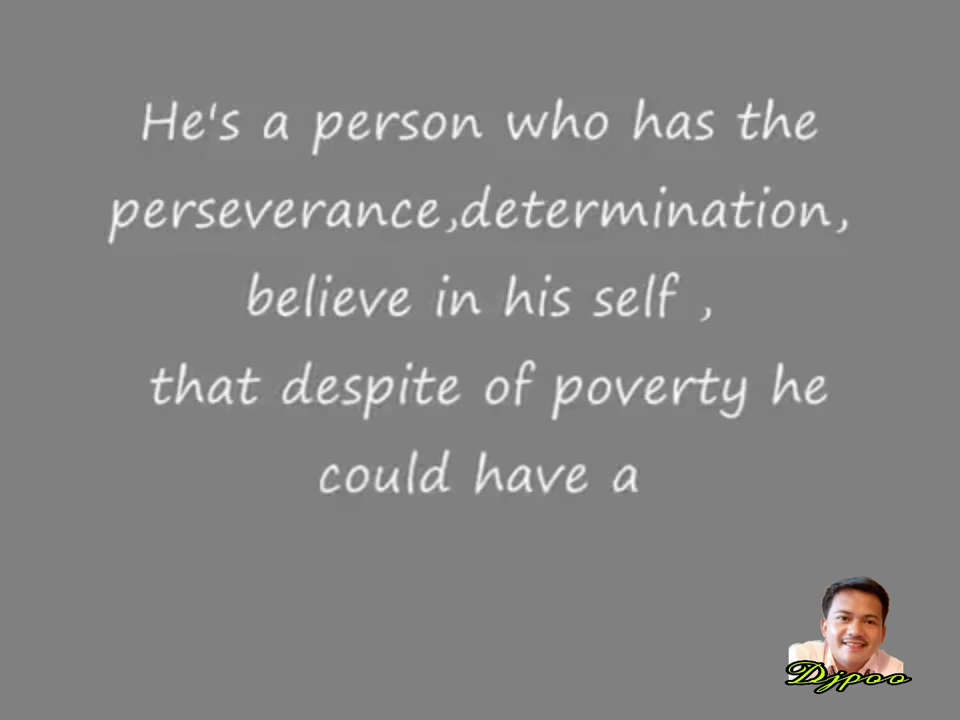 He's a person who has the
perseverance,determination,
believe in his self ,
that despite of poverty he
could have a
Djpoo